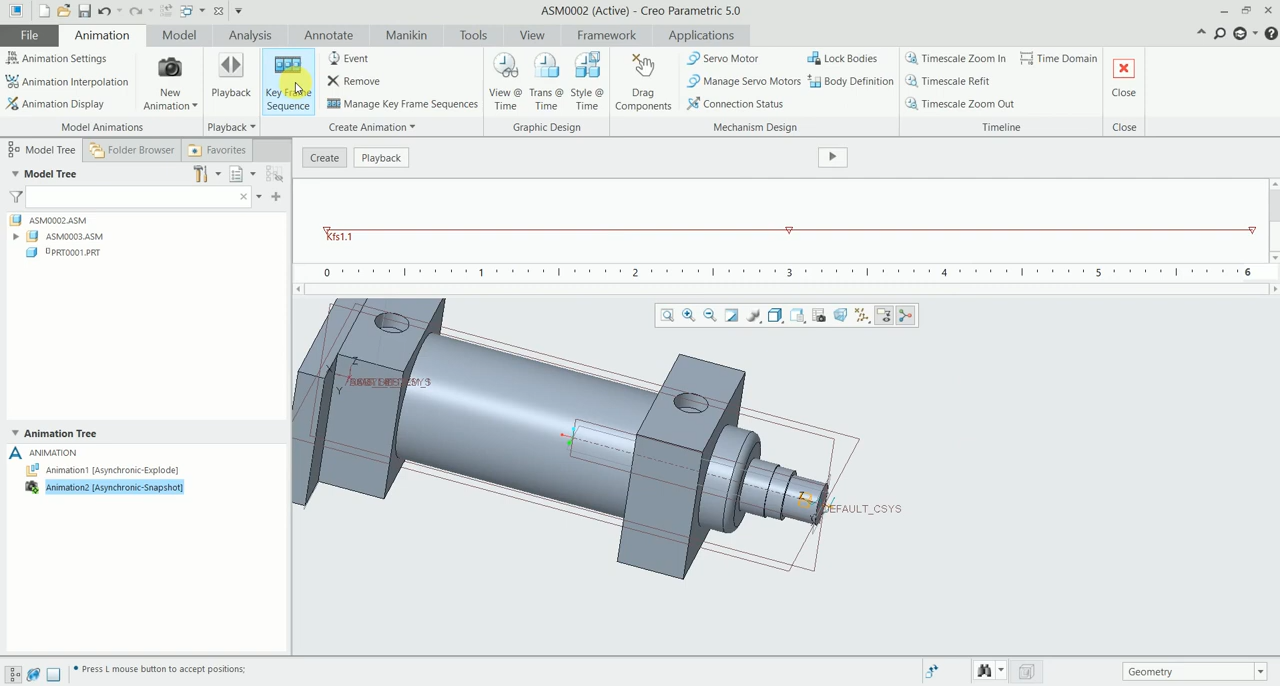 ASM0002 (Active) - Creo Parametric 5.0
File Animation Model Analysis Annotate Manikin Tools View Framework Applications
Animation Settings
Animation Interpolation
Animation Display
New Animation
Model Animations
Playback
Playback
Key Frame Sequence
Event
Remove
Manage Key Frame Sequences
Create Animation
View @ Time
Trans @ Time
Style @ Time
Graphic Design
Drag Components
Servo Motor
Manage Servo Motors
Connection Status
Lock Bodies
Body Definition
Mechanism Design
Timescale Zoom In
Timescale Refit
Timescale Zoom Out
Time Domain
Timeline
Close
Close
Model Tree Folder Browser Favorites
Model Tree
ASM0002.ASM
ASM0003.ASM
PRT0001.PRT
Animation Tree
ANIMATION
Animation1 [Asynchronic-Explode]
Animation2 [Asynchronic-Snapshot]
Create Playback
Kfs1.1
0 1 2 3 4 5 6
Z
Y
Z
DEFAULT_CSYS
Press L mouse button to accept positions;
Geometry